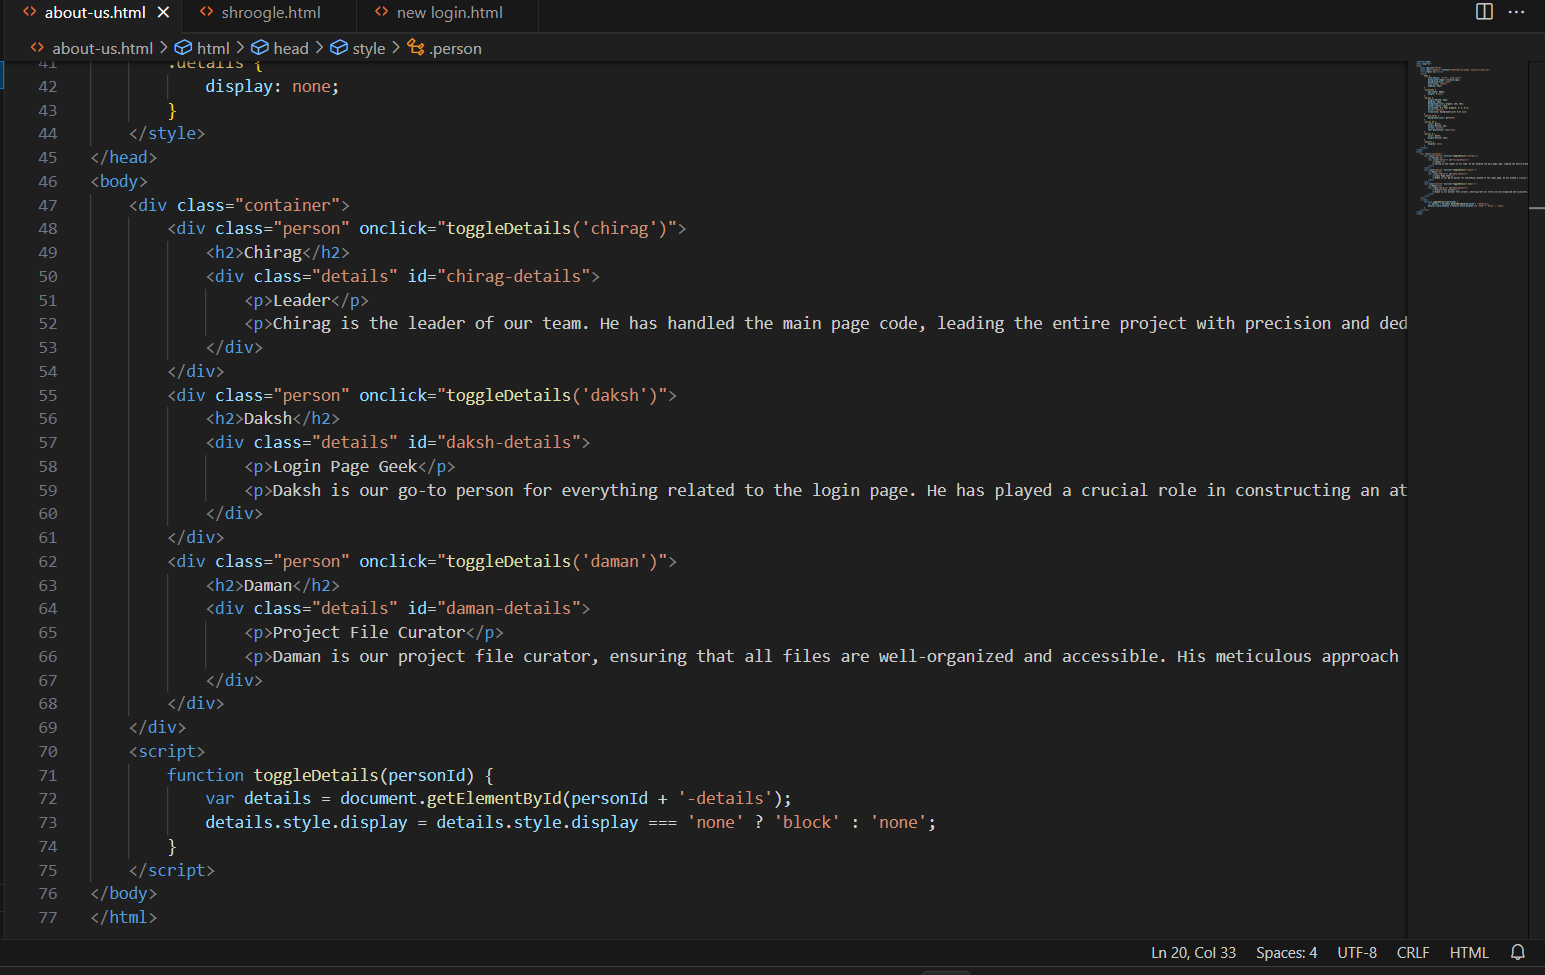 about-us.html
shroogle.html
new login.html
about-us.html > html > head > style > .person
41 .details {
42 display: none;
43 }
44 </style>
45 </head>
46 <body>
47 <div class="container">
48 <div class="person" onclick="toggleDetails('chirag')">
49 <h2>Chirag</h2>
50 <div class="details" id="chirag-details">
51 <p>Leader</p>
52 <p>Chirag is the leader of our team. He has handled the main page code, leading the entire project with precision and ded
53 </div>
54 </div>
55 <div class="person" onclick="toggleDetails('daksh')">
56 <h2>Daksh</h2>
57 <div class="details" id="daksh-details">
58 <p>Login Page Geek</p>
59 <p>Daksh is our go-to person for everything related to the login page. He has played a crucial role in constructing an at
60 </div>
61 </div>
62 <div class="person" onclick="toggleDetails('daman')">
63 <h2>Daman</h2>
64 <div class="details" id="daman-details">
65 <p>Project File Curator</p>
66 <p>Daman is our project file curator, ensuring that all files are well-organized and accessible. His meticulous approach
67 </div>
68 </div>
69 </div>
70 <script>
71 function toggleDetails(personId) {
72 var details = document.getElementById(personId + '-details');
73 details.style.display = details.style.display === 'none' ? 'block' : 'none';
74 }
75 </script>
76 </body>
77 </html>
Ln 20, Col 33 Spaces: 4 UTF-8 CRLF HTML